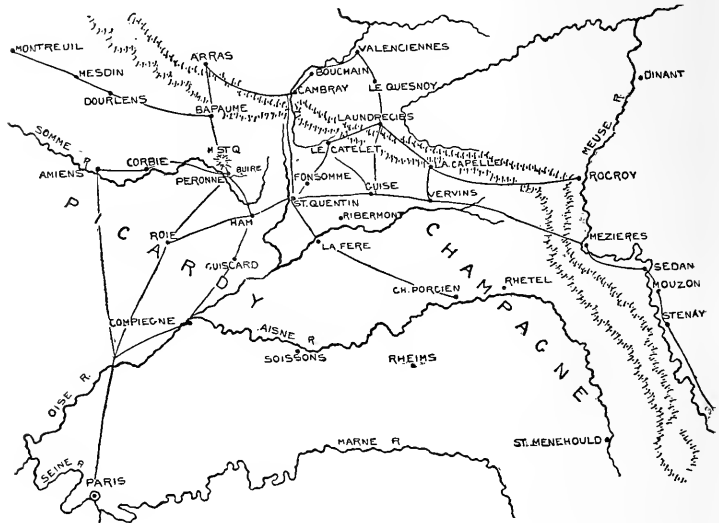 MONTREUIL
HESDIN
DOURLENS
ARRAS
BAPAUME
VALENCIENNES
BOUCHAIN
CAMBRAY
LE QUESNOY
LAUNDRECIES
LE CATELET
LA CAPELLE
DINANT
MEUSE R.
ROCROY
SOMME R.
AMIENS
CORBIE
M ST Q
BUIRE
PERONNE
FONSOMME
GUISE
VERVINS
ST. QUENTIN
RIBERMONT
HAM
ROIE
GUISCARD
LA FERE
PICARDY
CHAMPAGNE
MEZIERES
SEDAN
MOUZON
STENAY
CH. PORCIEN
RHETEL
COMPIEGNE
AISNE R
SOISSONS
RHEIMS
OISE R.
MARNE R
ST. MENEHOULD
SEINE R
PARIS